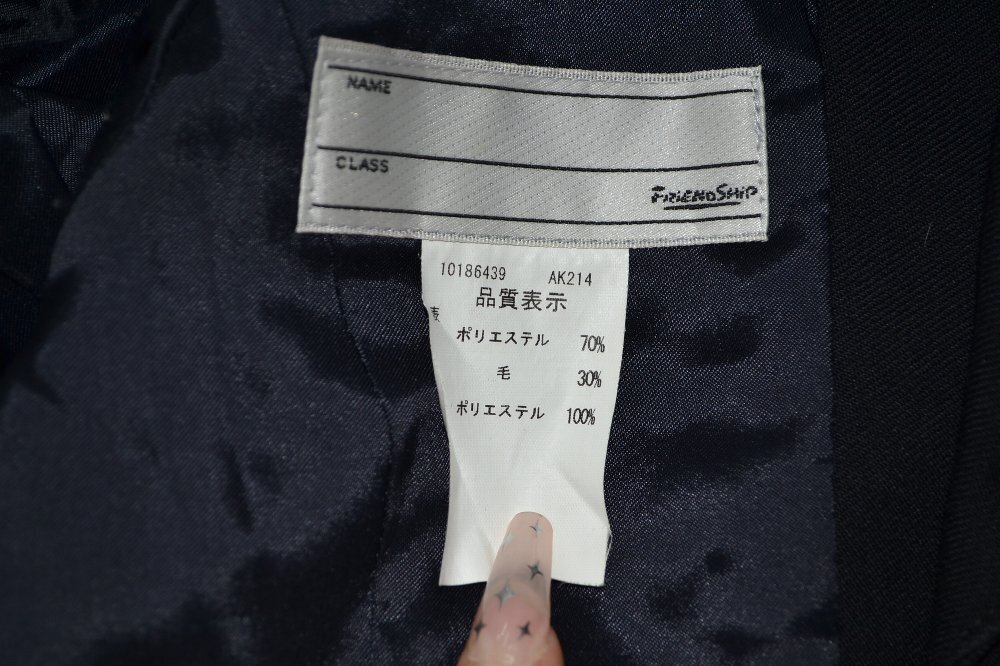 NAME
CLASS
FRIENDSHIP
10186439 AK214
品質表示
表
ポリエステル 70%
毛 30%
ポリエステル 100%